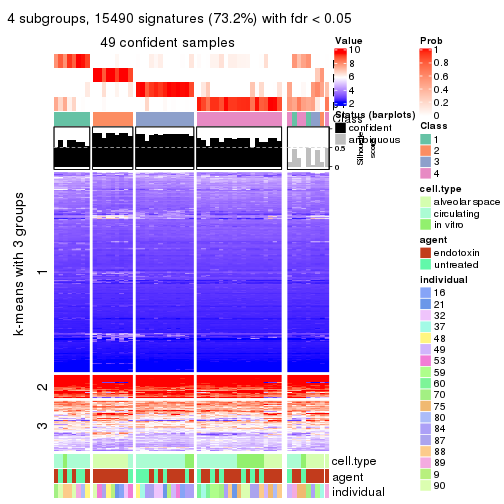 4 subgroups, 15490 signatures (73.2%) with fdr < 0.05
49 confident samples
k-means with 3 groups
1
2
3
Class
1
0.5
0
Silhouette
score
cell.type
agent
individual
Value
10
8
6
4
2
Status (barplots)
confident
ambiguous
Prob
1
0.8
0.6
0.4
0.2
0
Class
1
2
3
4
cell.type
alveolar space
circulating
in vitro
agent
endotoxin
untreated
individual
16
21
32
37
48
49
53
59
60
70
75
80
84
87
88
89
9
90